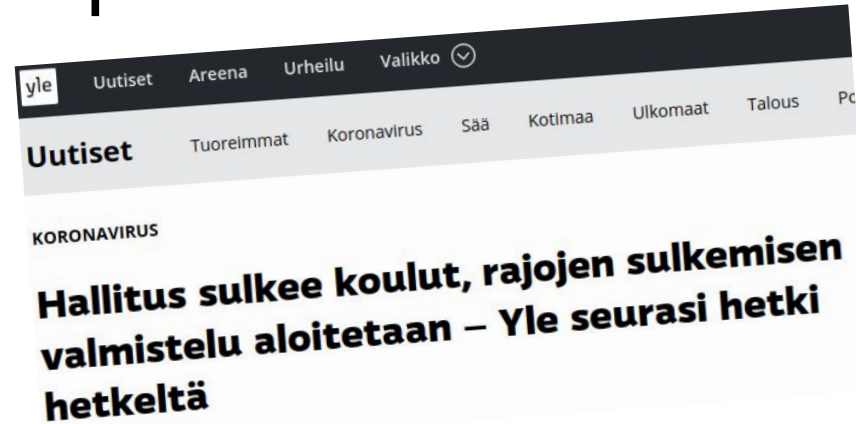 yle Uutiset Areena Urheilu Valikko
Uutiset Tuoreimmat Koronavirus Sää Kotimaa Ulkomaat Talous
KORONAVIRUS
Hallitus sulkee koulut, rajojen sulkemisen
valmistelu aloitetaan – Yle seurasi hetki
hetkeltä